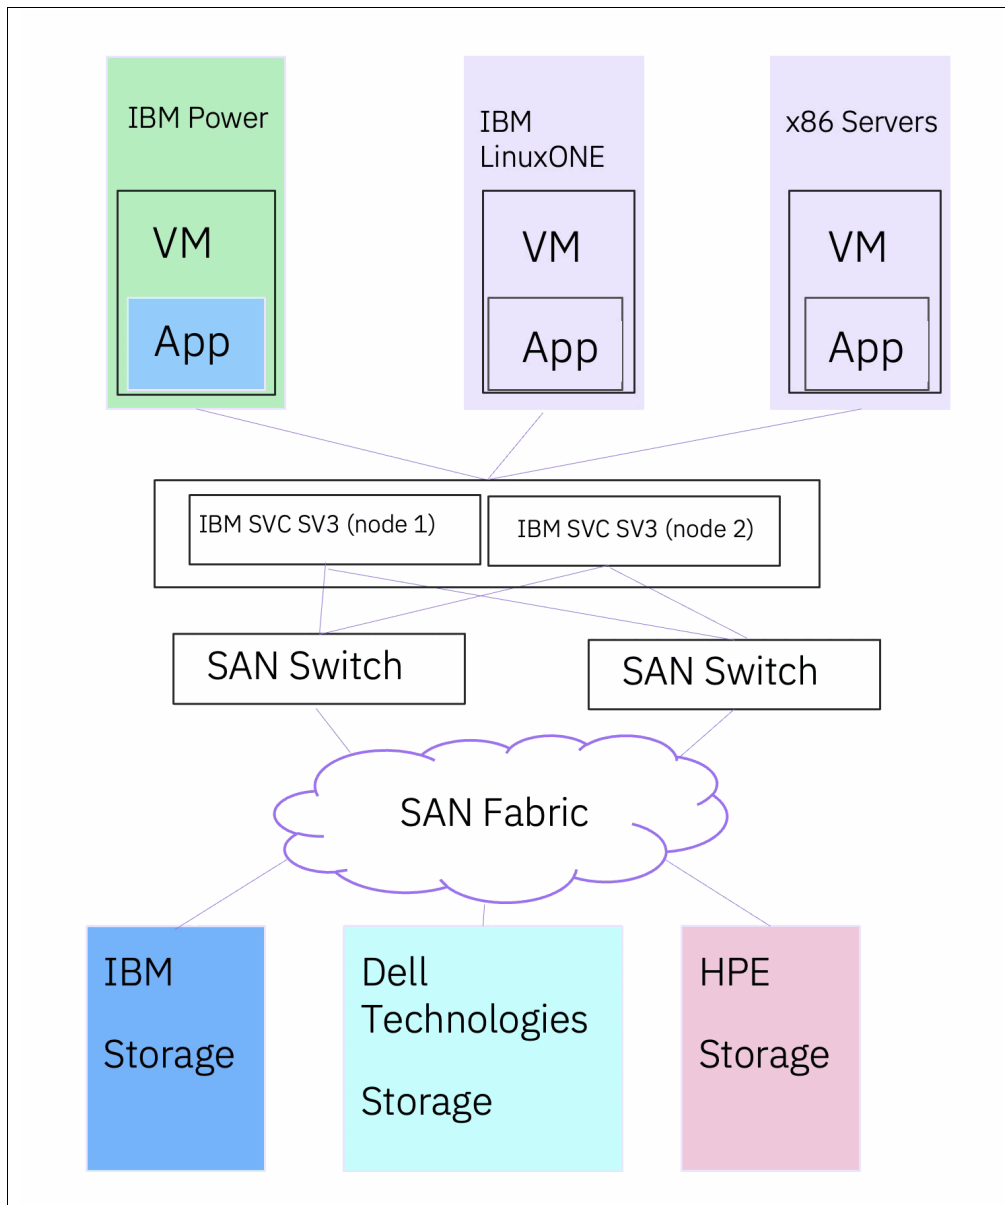 IBM Power
IBM
LinuxONE
x86 Servers
VM
VM
VM
App
App
App
IBM SVC SV3 (node 1)
IBM SVC SV3 (node 2)
SAN Switch
SAN Switch
SAN Fabric
IBM
Storage
Dell
Technologies
Storage
HPE
Storage